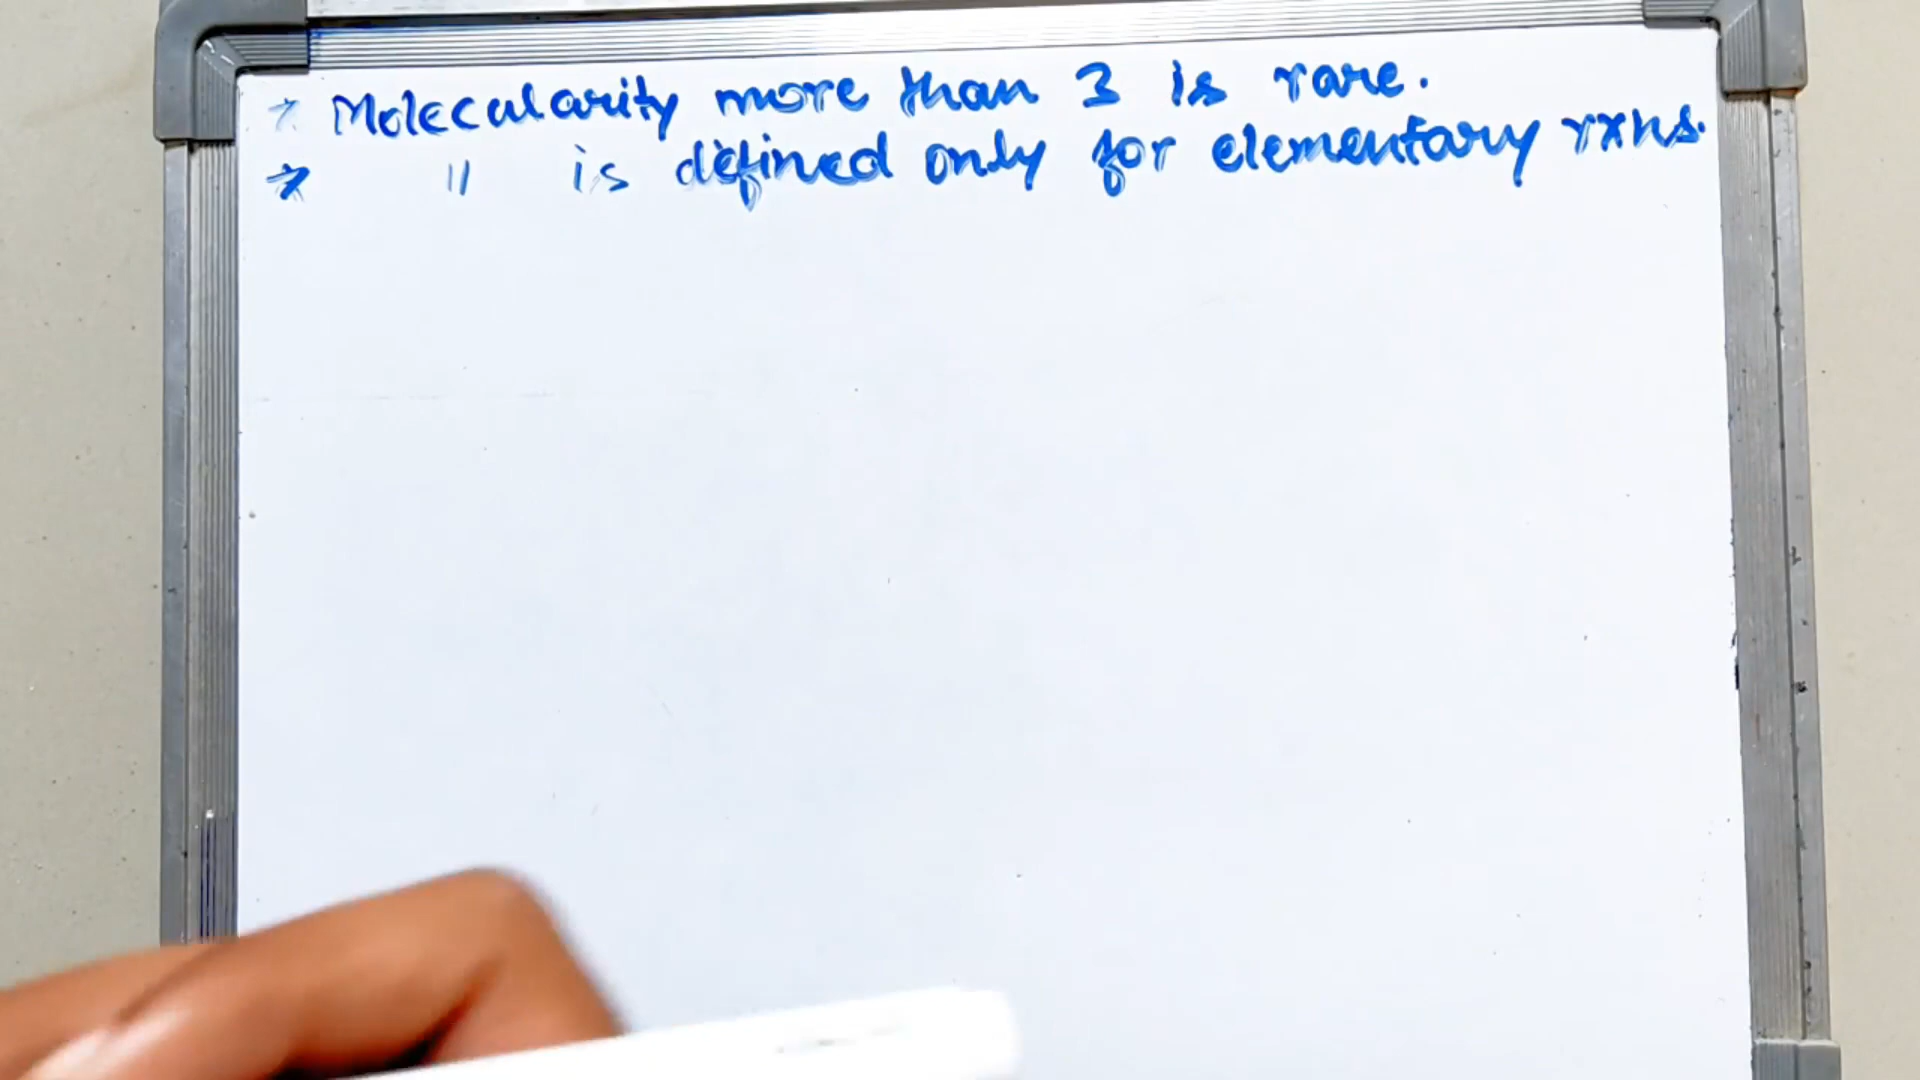 * Molecularity more than 3 is rare.
* " is defined only for elementary rxns.